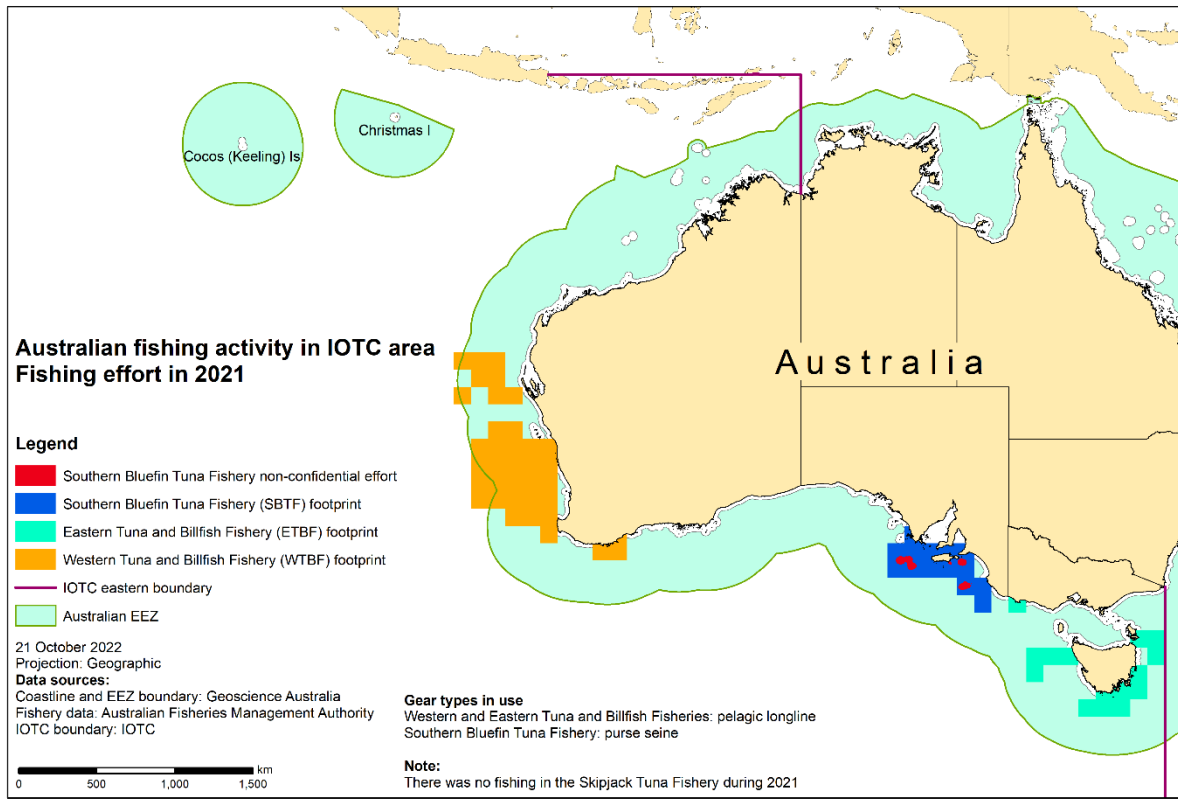 Cocos (Keeling) Is
Christmas I
Australia
Australian fishing activity in IOTC area
Fishing effort in 2021
Legend
Southern Bluefin Tuna Fishery non-confidential effort
Southern Bluefin Tuna Fishery (SBTF) footprint
Eastern Tuna and Billfish Fishery (ETBF) footprint
Western Tuna and Billfish Fishery (WTBF) footprint
IOTC eastern boundary
Australian EEZ
21 October 2022
Projection: Geographic
Data sources:
Coastline and EEZ boundary: Geoscience Australia
Fishery data: Australian Fisheries Management Authority
IOTC boundary: IOTC
km
0 500 1,000 1,500
Gear types in use
Western and Eastern Tuna and Billfish Fisheries: pelagic longline
Southern Bluefin Tuna Fishery: purse seine
Note:
There was no fishing in the Skipjack Tuna Fishery during 2021